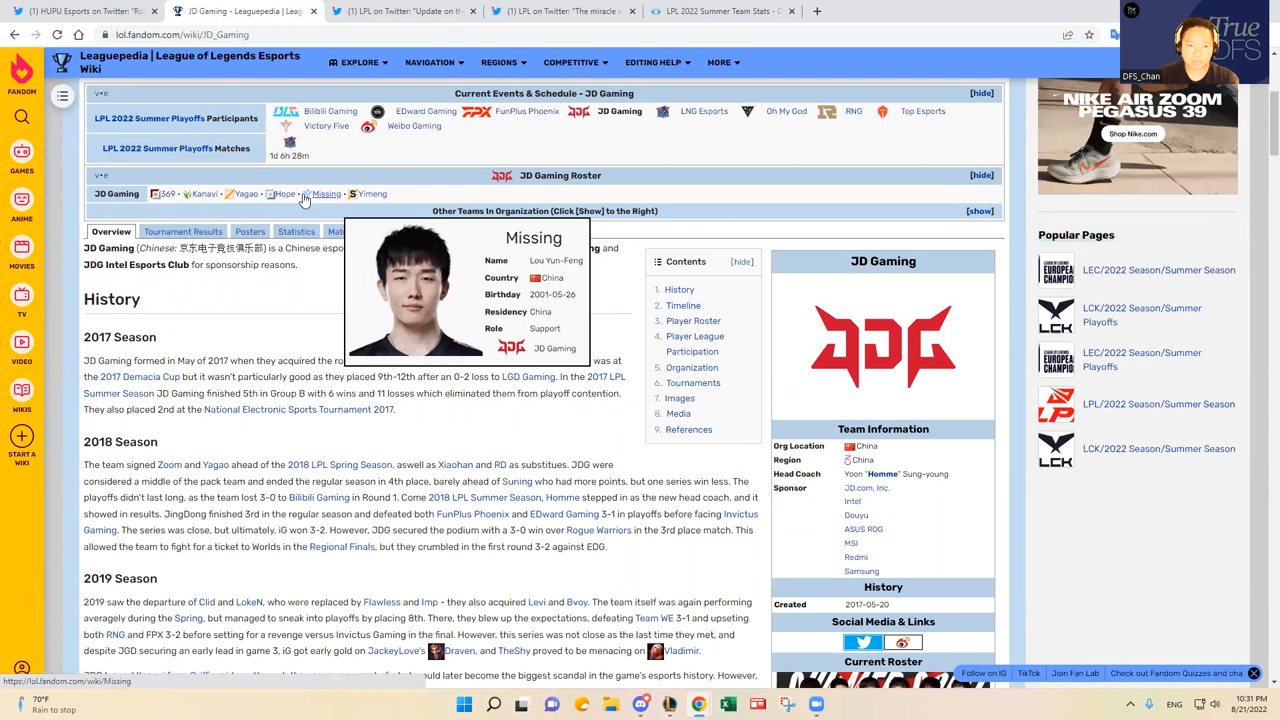 HUPU Esports on Twitter: "Ro
JD Gaming - Leaguepedia | Leag
LPL on Twitter: "Update on the
(1) LPL on Twitter: "The miracle r
LPL 2022 Summer Team Stats - O
lol.fandom.com/wiki/JD_Gaming
DFS_Chan
True
DFS
FANDOM
GAMES
ANIME
MOVIES
TV
VIDEO
WIKIS
START A
WIKI
Leaguepedia | League of Legends Esports
Wiki
EXPLORE
NAVIGATION
REGIONS
COMPETITIVE
EDITING HELP
MORE
v•e
Current Events & Schedule - JD Gaming
[hide]
LPL 2022 Summer Playoffs Participants
Bilibili Gaming
EDward Gaming
FunPlus Phoenix
JD Gaming
LNG Esports
Oh My God
RNG
Top Esports
Victory Five
Weibo Gaming
LPL 2022 Summer Playoffs Matches
1d 6h 28m
v•e
JD Gaming Roster
[hide]
JD Gaming
369 • Kanavi • Yagao • Hope • Missing • Yimeng
Other Teams In Organization (Click [Show] to the Right)
[show]
Overview
Tournament Results
Posters
Statistics
JD Gaming (Chinese: 京东电子竞技俱乐部) is a Chinese
and
JDG Intel Esports Club for sponsorship reasons.
Missing
Name Lou Yun-Feng
Country China
Birthday 2001-05-26
Residency China
Role Support
JD Gaming
History
2017 Season
JD Gaming formed in May of 2017 when they acquired the
was at
the 2017 Demacia Cup but it wasn't particularly good as they placed 9th-12th after an 0-2 loss to LGD Gaming. In the 2017 LPL
Summer Season JD Gaming finished 5th in Group B with 6 wins and 11 losses which eliminated them from playoff contention.
They also placed 2nd at the National Electronic Sports Tournament 2017.
2018 Season
The team signed Zoom and Yagao ahead of the 2018 LPL Spring Season, aswell as Xiaohan and RD as substitues. JDG were
considered a middle of the pack team and ended the regular season in 4th place, barely ahead of Suning who had more points, but one series win less. The
playoffs didn't last long, as the team lost 3-0 to Bilibili Gaming in Round 1. Come 2018 LPL Summer Season, Homme stepped in as the new head coach, and it
showed in results. JingDong finished 3rd in the regular season and defeated both FunPlus Phoenix and EDward Gaming 3-1 in playoffs before facing Invictus
Gaming. The series was close, but ultimately, iG won 3-2. However, JDG secured the podium with a 3-0 win over Rogue Warriors in the 3rd place match. This
allowed the team to fight for a ticket to Worlds in the Regional Finals, but they crumbled in the first round 3-2 against EDG.
2019 Season
2019 saw the departure of Clid and LokeN, who were replaced by Flawless and Imp - they also acquired Levi and Bvoy. The team itself was again performing
averagely during the Spring, but managed to sneak into playoffs by placing 8th. There, they blew up the expectations, defeating Team WE 3-1 and upseting
both RNG and FPX 3-2 before setting for a revenge versus Invictus Gaming in the final. However, this series was not close as the last time they met, and
despite JGD securing an early lead in game 3, iG got early gold on JackeyLove's Draven, and TheShy proved to be menacing on Vladimir.
later become the biggest scandal in the game's esports history. However,
https://lol.fandom.com/wiki/Missing
Contents [hide]
1. History
2. Timeline
3. Player Roster
4. Player League
Participation
5. Organization
6. Tournaments
7. Images
8. Media
9. References
JD Gaming
JDG
Team Information
Org Location China
Region China
Head Coach Yoon "Homme" Sung-young
Sponsor JD.com, Inc.
Intel
Douyu
ASUS ROG
MSI
Redmi
Samsung
History
Created 2017-05-20
Social Media & Links
Current Roster
NIKE AIR ZOOM
PEGASUS 39
Shop Nike.com
Popular Pages
LEC/2022 Season/Summer Season
LCK/2022 Season/Summer
Playoffs
LEC/2022 Season/Summer
Playoffs
LPL/2022 Season/Summer Season
LCK/2022 Season/Summer Season
Follow on IG
TikTok
Join Fan Lab
Check out Fandom Quizzes and cha
70°F
Rain to stop
ENG
10:31 PM
8/21/2022